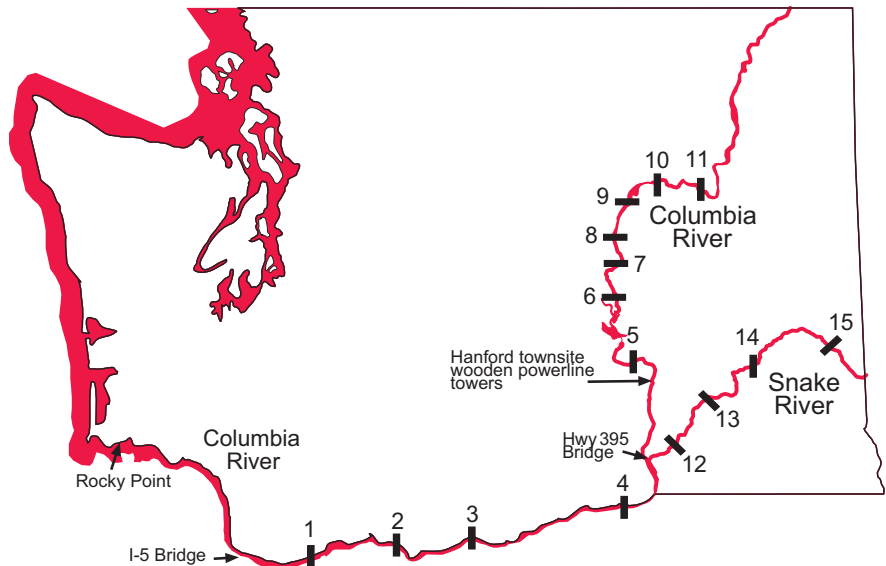 10
11
9
Columbia
River
8
7
6
5
14
15
Hanford townsite
wooden powerline
towers
Snake
River
13
Columbia
River
Hwy 395
Bridge
12
Rocky Point
4
1
2
3
I-5 Bridge